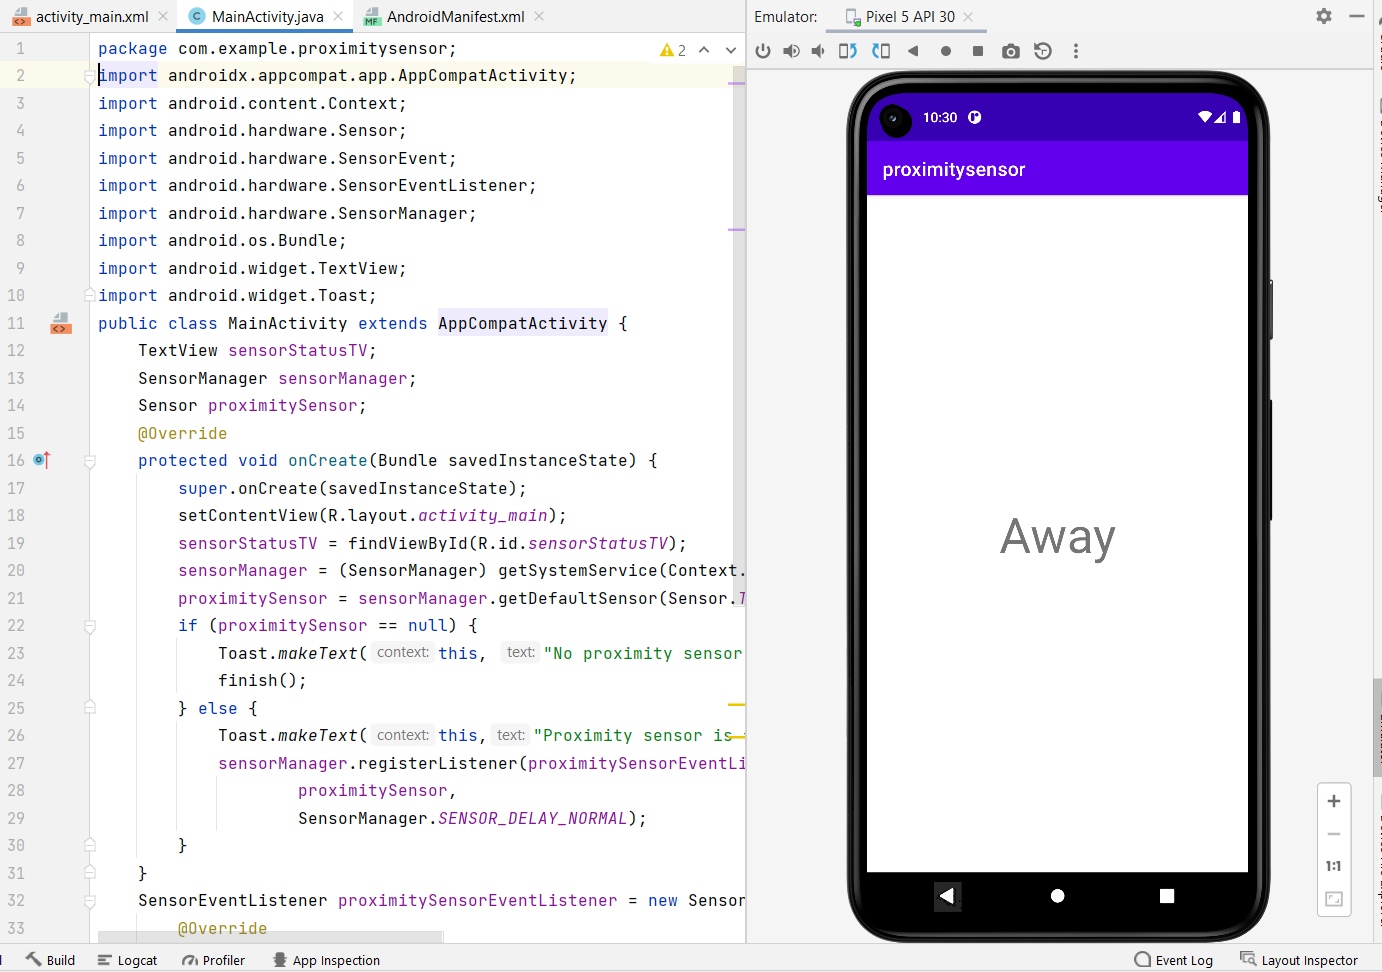 activity_main.xml MainActivity.java AndroidManifest.xml
Emulator: Pixel 5 API 30
2
1 package com.example.proximitysensor;
2 import androidx.appcompat.app.AppCompatActivity;
3 import android.content.Context;
4 import android.hardware.Sensor;
5 import android.hardware.SensorEvent;
6 import android.hardware.SensorEventListener;
7 import android.hardware.SensorManager;
8 import android.os.Bundle;
9 import android.widget.TextView;
10 import android.widget.Toast;
11 public class MainActivity extends AppCompatActivity {
12 TextView sensorStatusTV;
13 SensorManager sensorManager;
14 Sensor proximitySensor;
15 @Override
16 protected void onCreate(Bundle savedInstanceState) {
17 super.onCreate(savedInstanceState);
18 setContentView(R.layout.activity_main);
19 sensorStatusTV = findViewById(R.id.sensorStatusTV);
20 sensorManager = (SensorManager) getSystemService(Context.
21 proximitySensor = sensorManager.getDefaultSensor(Sensor.T
22 if (proximitySensor == null) {
23 Toast.makeText( context: this, text: "No proximity sensor
24 finish();
25 } else {
26 Toast.makeText( context: this, text: "Proximity sensor is
27 sensorManager.registerListener(proximitySensorEventLi
28 proximitySensor,
29 SensorManager.SENSOR_DELAY_NORMAL);
30 }
31 }
32 SensorEventListener proximitySensorEventListener = new Sensor
33 @Override
10:30
proximitysensor
Away
1:1
Build Logcat Profiler App Inspection Event Log Layout Inspector